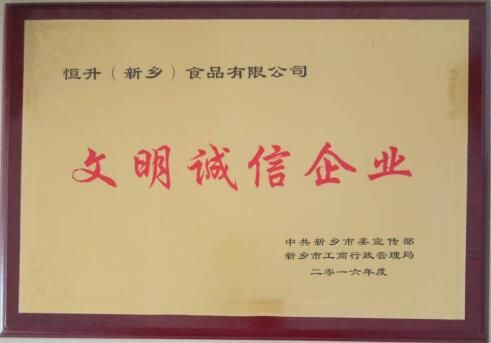 恒升（新乡）食品有限公司
文明诚信企业
中共新乡市委宣传部
新乡市工商行政管理局
二零一六年度